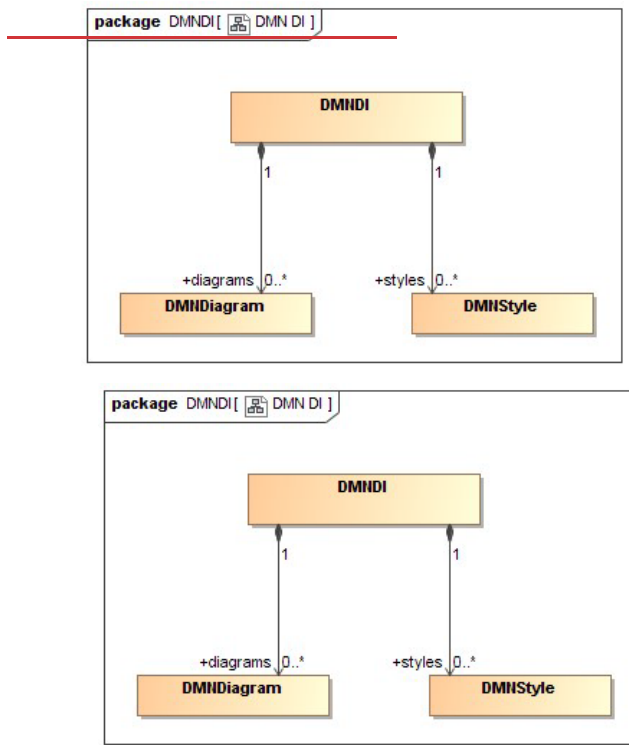 package DMNDI[ DMN DI ]
DMNDI
1 1
+diagrams 0..* +styles 0..*
DMNDiagram DMNStyle
package DMNDI[ DMN DI ]
DMNDI
1 1
+diagrams 0..* +styles 0..*
DMNDiagram DMNStyle